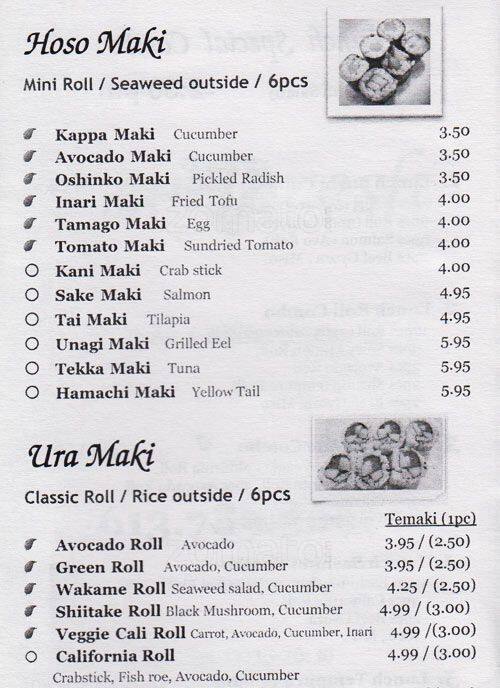 Hoso Maki
Mini Roll / Seaweed outside / 6pcs
Kappa Maki Cucumber 3.50
Avocado Maki Cucumber 3.50
Oshinko Maki Pickled Radish 3.50
Inari Maki Fried Tofu 4.00
Tamago Maki Egg 4.00
Tomato Maki Sundried Tomato 4.00
Kani Maki Crab stick 4.00
Sake Maki Salmon 4.95
Tai Maki Tilapia 4.95
Unagi Maki Grilled Eel 5.95
Tekka Maki Tuna 5.95
Hamachi Maki Yellow Tail 5.95
Ura Maki
Classic Roll / Rice outside / 6pcs
Temaki (1pc)
Avocado Roll Avocado 3.95 / (2.50)
Green Roll Avocado, Cucumber 3.95 / (2.50)
Wakame Roll Seaweed salad, Cucumber 4.25 / (2.50)
Shiitake Roll Black Mushroom, Cucumber 4.99 /(3.00)
Veggie Cali Roll Carrot, Avocado, Cucumber, Inari 4.99 /(3.00)
California Roll 4.99 / (3.00)
Crabstick, Fish roe, Avocado, Cucumber